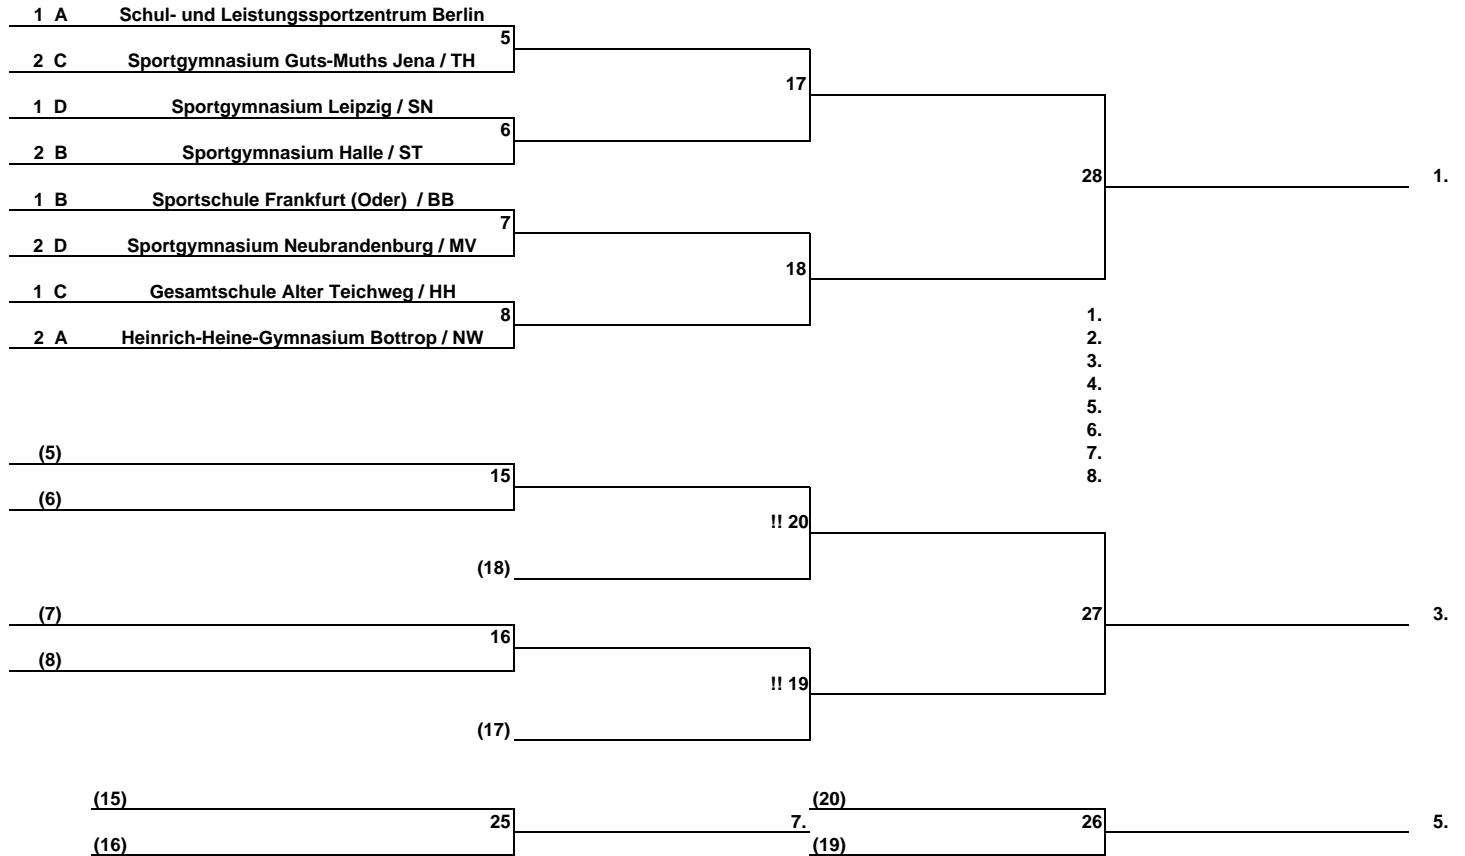 1 A Schul- und Leistungssportzentrum Berlin
5
2 C Sportgymnasium Guts-Muths Jena / TH
17
1 D Sportgymnasium Leipzig / SN
6
2 B Sportgymnasium Halle / ST
28 1.
1 B Sportschule Frankfurt (Oder) / BB
7
2 D Sportgymnasium Neubrandenburg / MV
18
1 C Gesamtschule Alter Teichweg / HH
8 1.
2 A Heinrich-Heine-Gymnasium Bottrop / NW 2.
3.
4.
5.
6.
(5) 7.
15 8.
(6)
!! 20
(18)
(7) 27 3.
16
(8)
!! 19
(17)
(15) (20)
25 7. 26 5.
(16) (19)